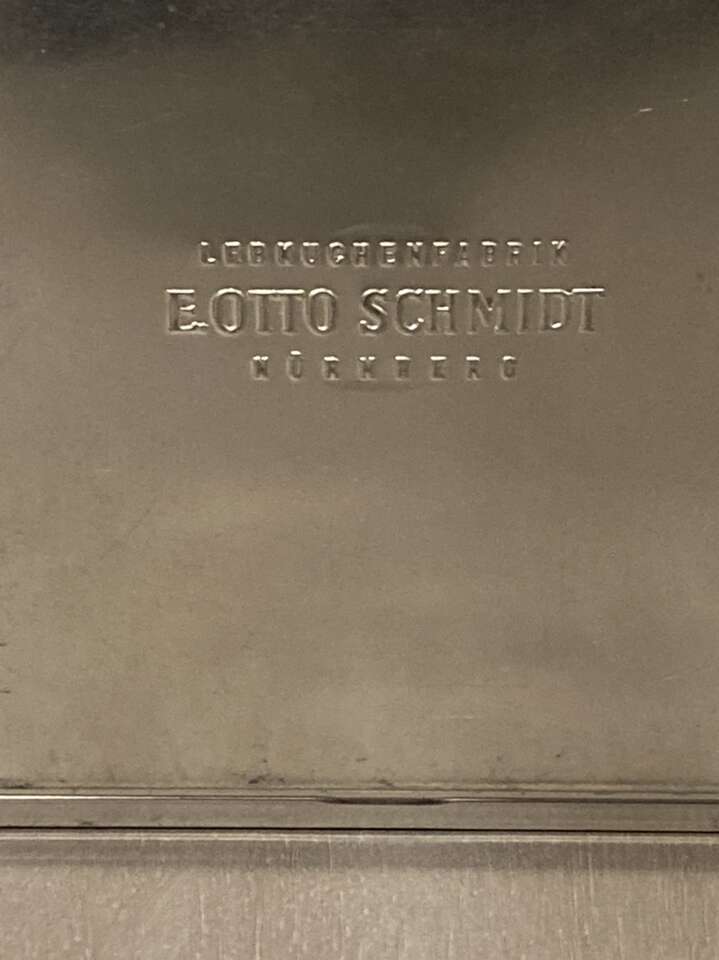 LEBKUCHENFABRIK
E. OTTO SCHMIDT
NÜRNBERG